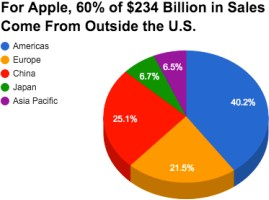 For Apple, 60% of $234 Billion in Sales
Come From Outside the U.S.
Americas
Europe
China
Japan
Asia Pacific
6.5%
6.7%
40.2%
25.1%
21.5%